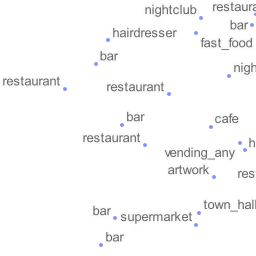 nightclub
restaura
bar
hairdresser
fast_food
bar
nigh
restaurant
restaurant
bar
cafe
restaurant
h
vending_any
artwork
res
town_hall
bar
supermarket
bar